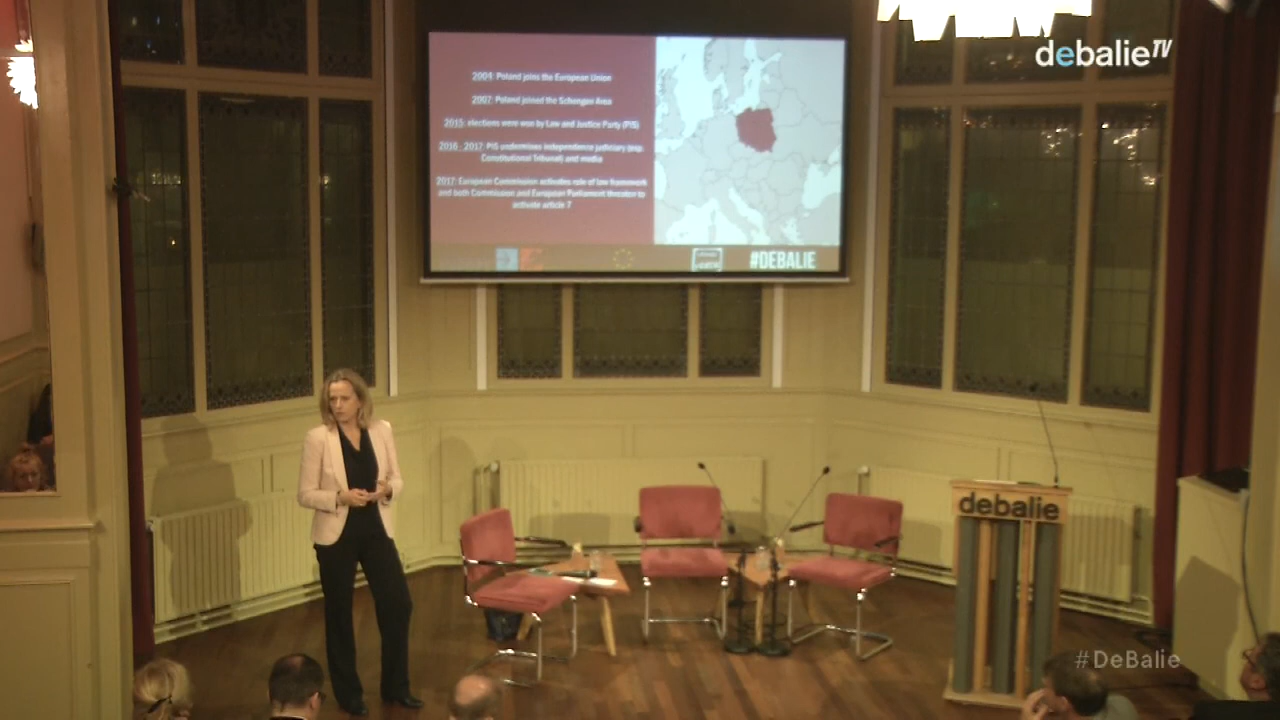 debalieTV
2004: Poland joins the European Union
2007: Poland joined the Schengen Area
2015: elections were won by Law and Justice Party (PiS)
2016 - 2017: PiS undermines independence judiciary (esp.
Constitutional Tribunal) and media
2017: European Commission activates rule of law framework
and both Commission and European Parliament threaten to
activate article 7
#DEBALIE
debalie
#DeBalie